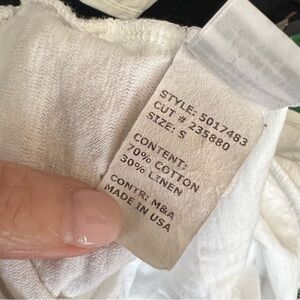 STYLE: 5017483
CUT # 235880
SIZE: S
CONTENT:
70% COTTON
30% LINEN
CONTR: M&A
MADE IN USA